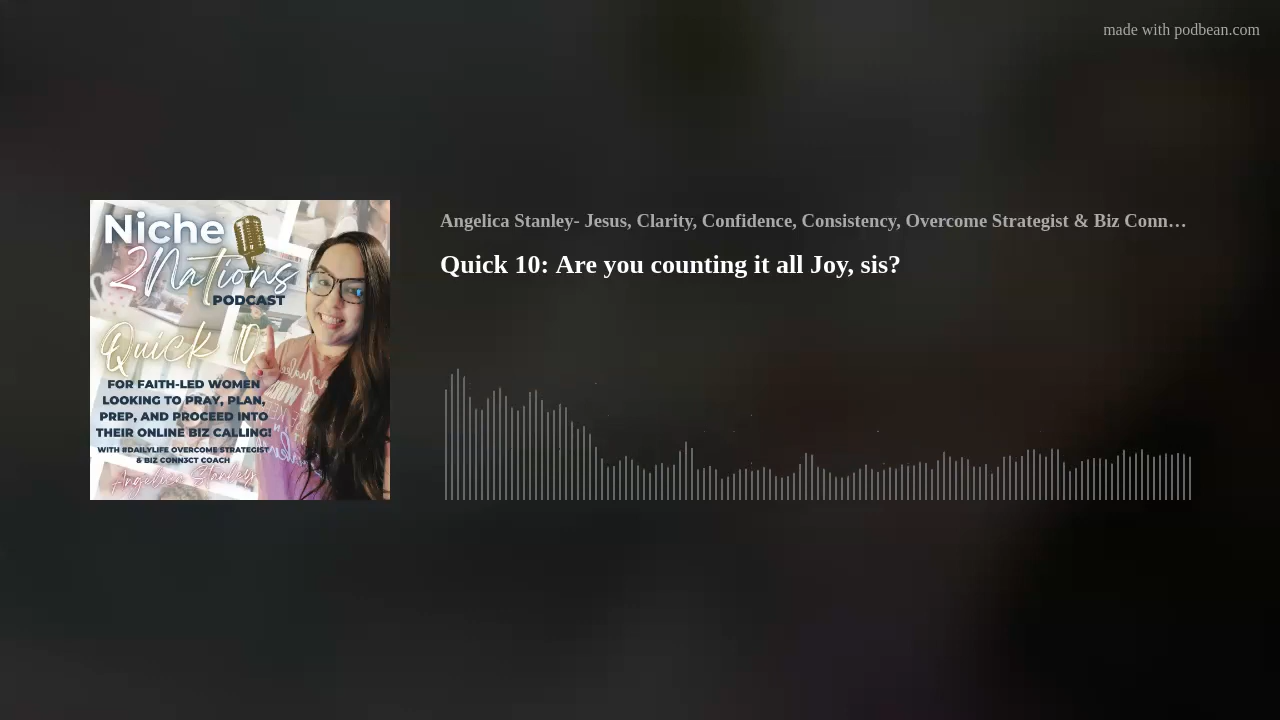 made with podbean.com
Niche
2Nations
PODCAST
Quick 10
FOR FAITH-LED WOMEN
LOOKING TO PRAY, PLAN,
PREP, AND PROCEED INTO
THEIR ONLINE BIZ CALLING!
WITH #DAILYLIFE OVERCOME STRATEGIST
& BIZ CONN3CT COACH
Angelica Stanley
Angelica Stanley- Jesus, Clarity, Confidence, Consistency, Overcome Strategist & Biz Conn…
Quick 10: Are you counting it all Joy, sis?